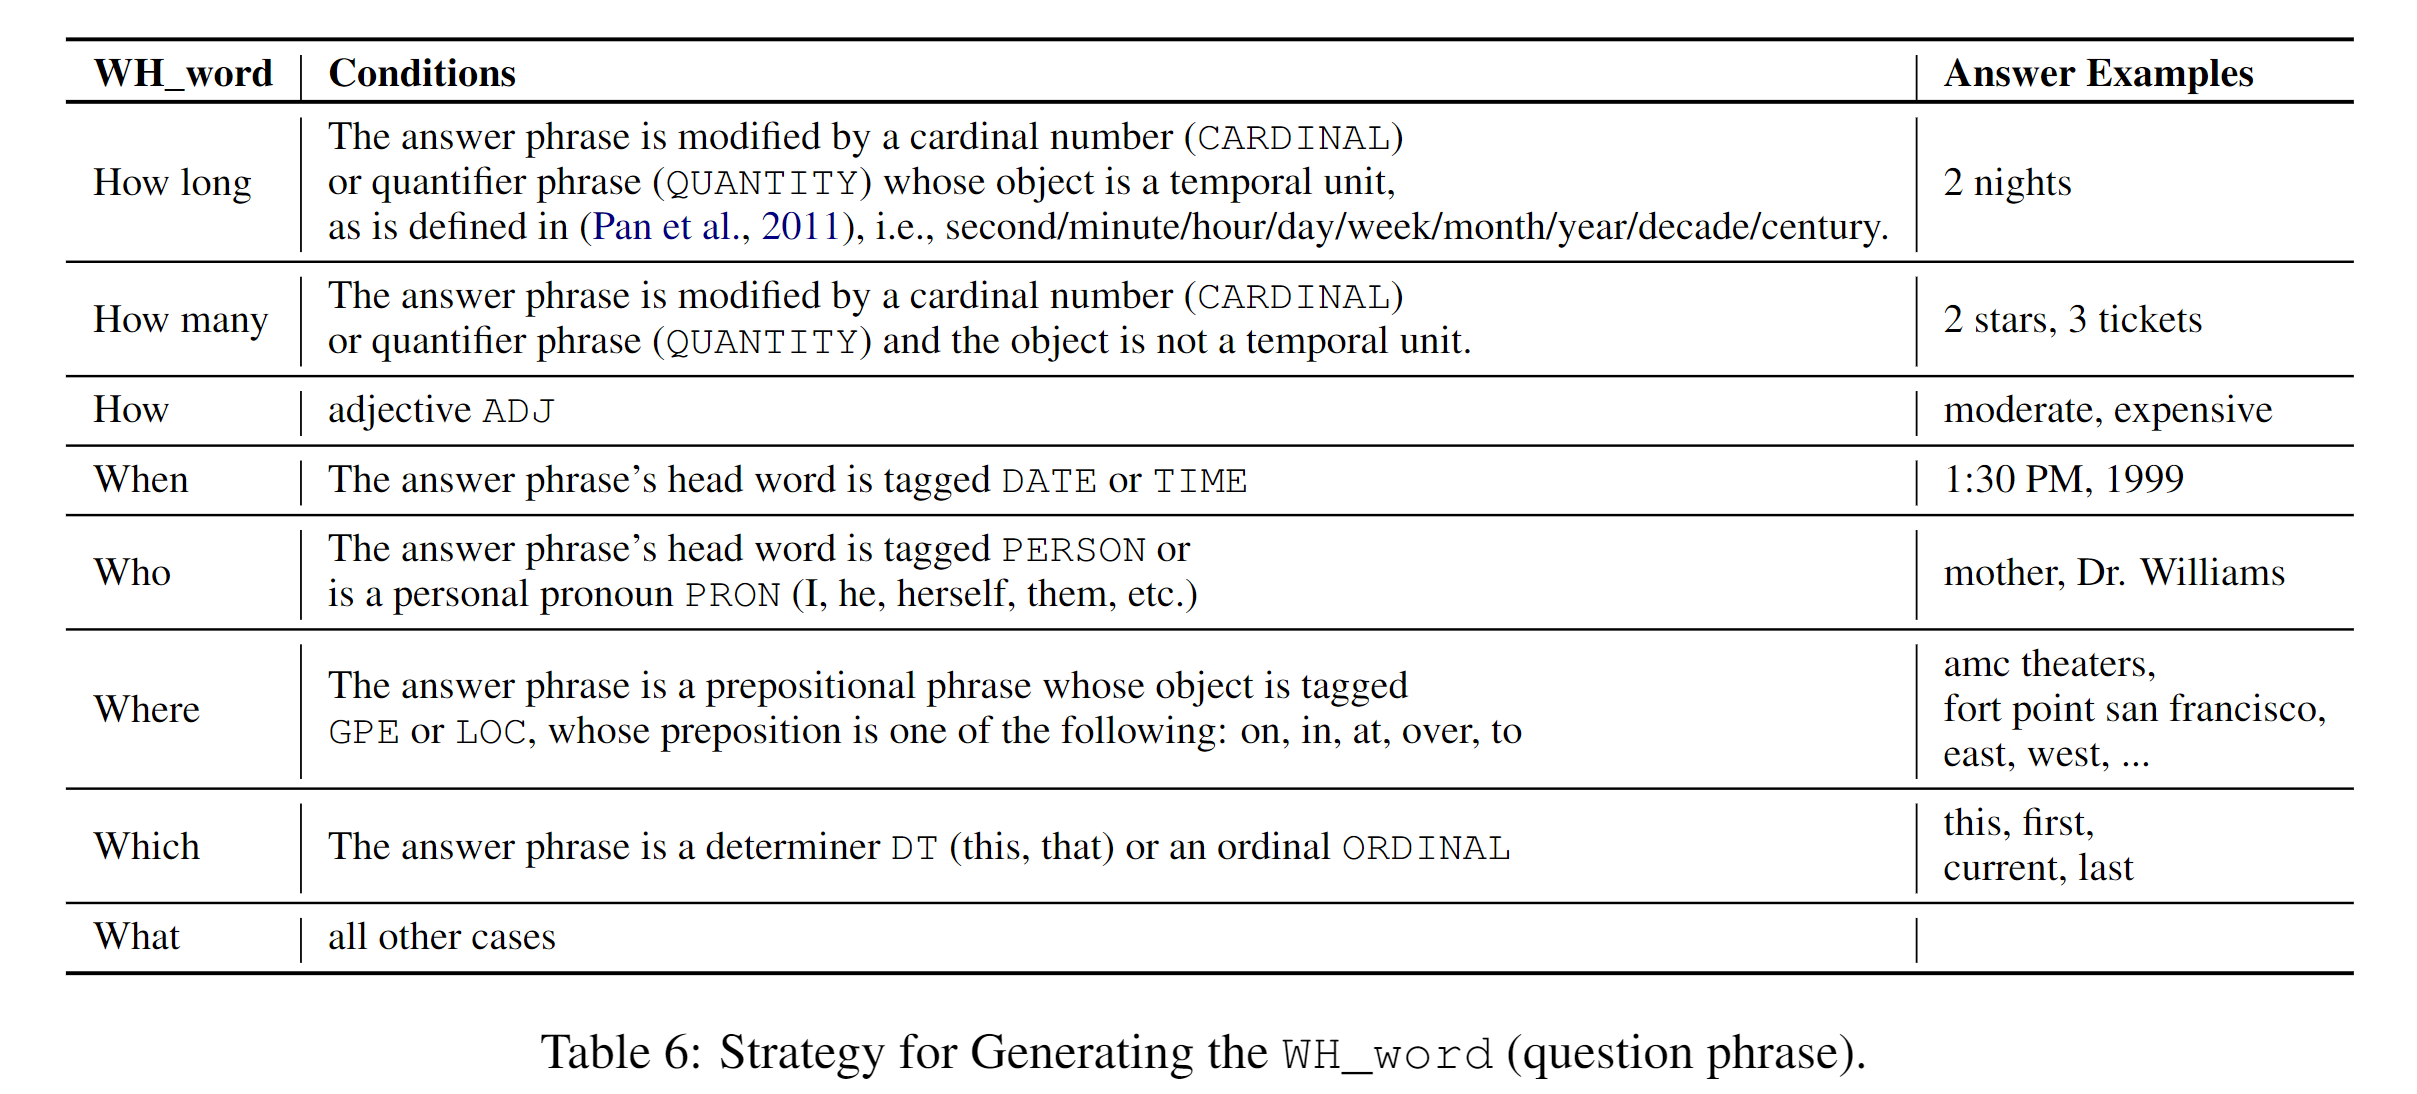 WH_word Conditions Answer Examples
How long
The answer phrase is modified by a cardinal number (CARDINAL)
or quantifier phrase (QUANTITY) whose object is a temporal unit,
as is defined in (Pan et al., 2011), i.e., second/minute/hour/day/week/month/year/decade/century.
2 nights
How many
The answer phrase is modified by a cardinal number (CARDINAL)
or quantifier phrase (QUANTITY) and the object is not a temporal unit.
2 stars, 3 tickets
How adjective ADJ moderate, expensive
When The answer phrase’s head word is tagged DATE or TIME 1:30 PM, 1999
Who
The answer phrase’s head word is tagged PERSON or
is a personal pronoun PRON (I, he, herself, them, etc.)
mother, Dr. Williams
Where
The answer phrase is a prepositional phrase whose object is tagged
GPE or LOC, whose preposition is one of the following: on, in, at, over, to
amc theaters,
fort point san francisco,
east, west, ...
Which The answer phrase is a determiner DT (this, that) or an ordinal ORDINAL
this, first,
current, last
What all other cases
Table 6: Strategy for Generating the WH_word (question phrase).